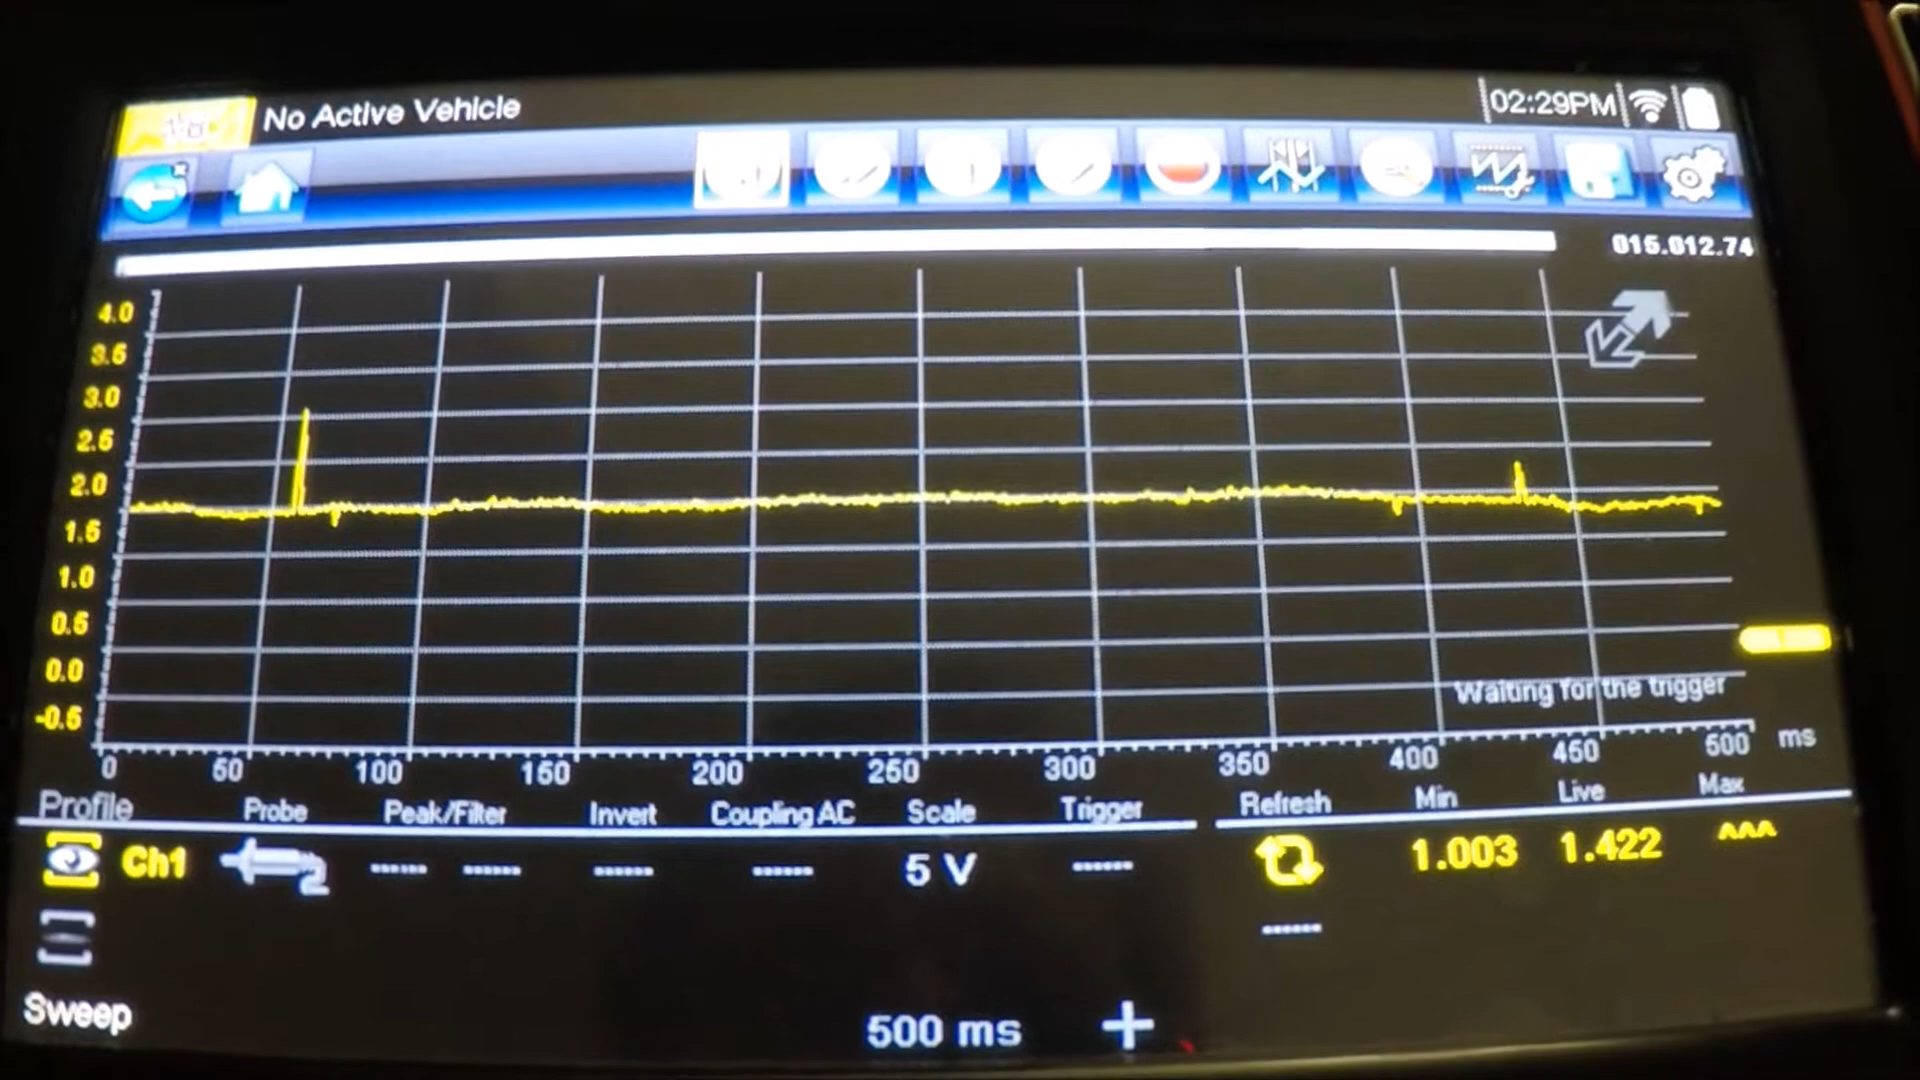 No Active Vehicle
02:29PM
015.012.74
4.0
3.5
3.0
2.5
2.0
1.5
1.0
0.5
0.0
-0.5
Waiting for the trigger
0 50 100 150 200 250 300 350 400 450 500 ms
Profile Probe Peak/Filter Invert Coupling AC Scale Trigger Refresh Min Live Max
Ch1 ------ ------ ------ ------ 5 V ------ 1.003 1.422 ^^^
------
Sweep 500 ms +